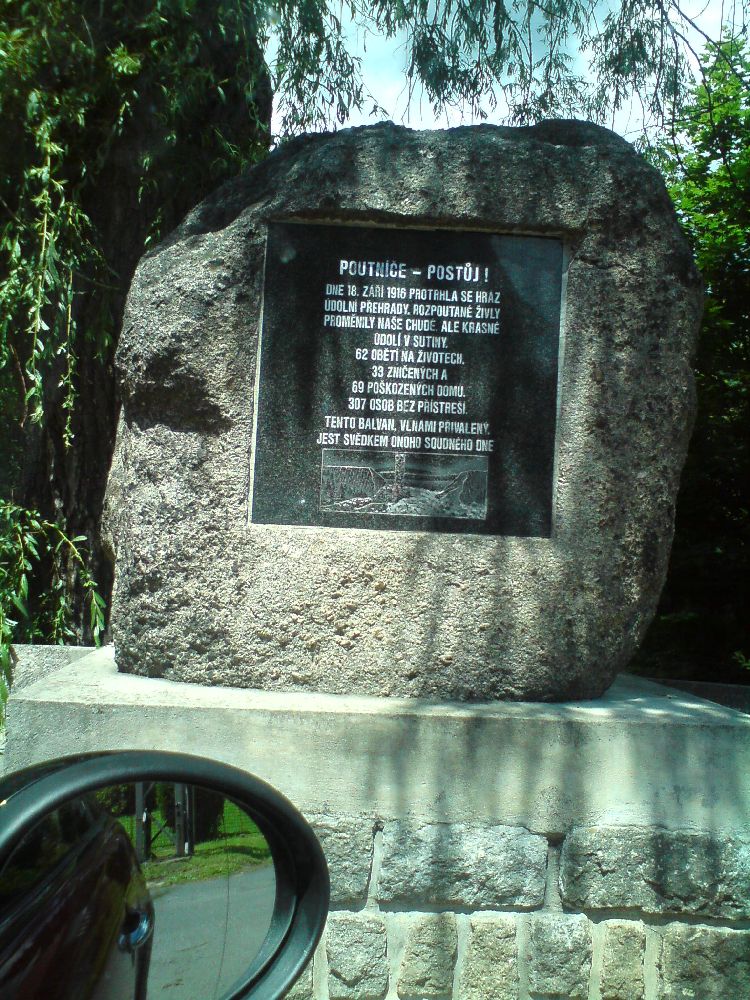 POUTNÍČE – POSTŮJ !
DNE 18. ZÁŘÍ 1916 PROTRHLA SE HRÁZ
ÚDOLNÍ PŘEHRADY. ROZPOUTANÉ ŽIVLY
PROMĚNILY NAŠE CHUDÉ, ALE KRÁSNÉ
ÚDOLÍ V SUTINY.
62 OBĚTÍ NA ŽIVOTECH.
33 ZNIČENÝCH A
69 POŠKOZENÝCH DOMŮ.
307 OSOB BEZ PŘÍSTŘEŠÍ.
TENTO BALVAN, VLNAMI PŘIVALENÝ,
JEST SVĚDKEM ONOHO SOUDNÉHO DNE